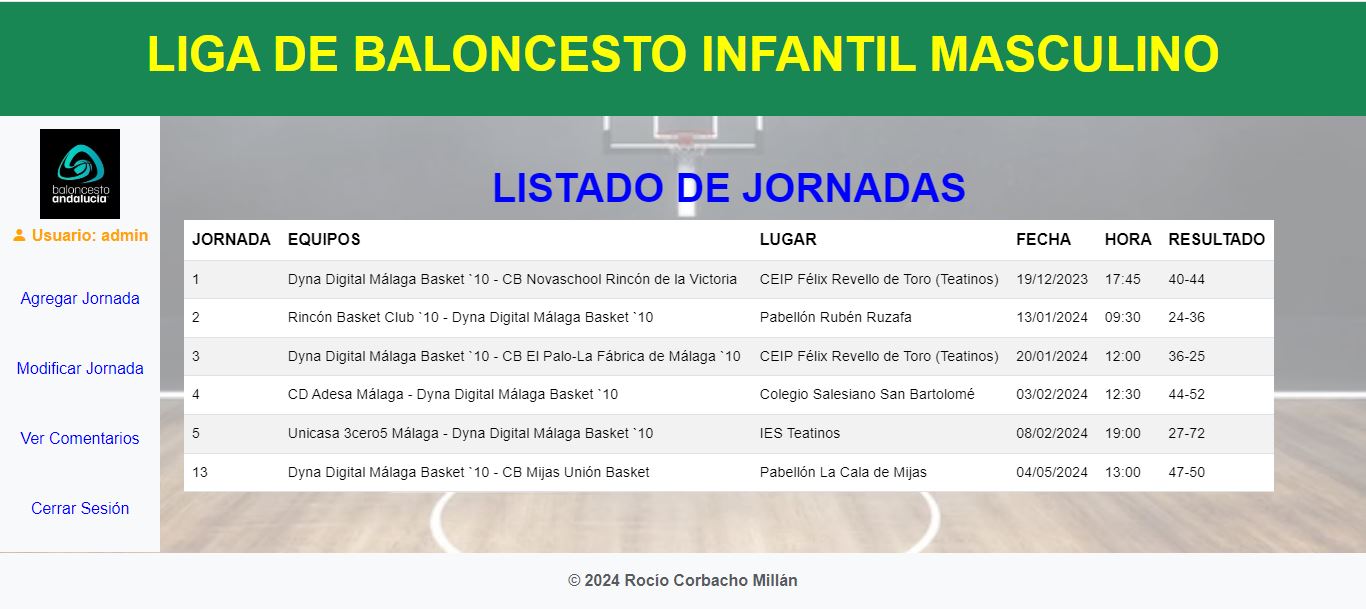 LIGA DE BALONCESTO INFANTIL MASCULINO
baloncesto
andalucía
Usuario: admin
Agregar Jornada
Modificar Jornada
Ver Comentarios
Cerrar Sesión
LISTADO DE JORNADAS
JORNADA EQUIPOS LUGAR FECHA HORA RESULTADO
1 Dyna Digital Málaga Basket `10 - CB Novaschool Rincón de la Victoria CEIP Félix Revello de Toro (Teatinos) 19/12/2023 17:45 40-44
2 Rincón Basket Club `10 - Dyna Digital Málaga Basket `10 Pabellón Rubén Ruzafa 13/01/2024 09:30 24-36
3 Dyna Digital Málaga Basket `10 - CB El Palo-La Fábrica de Málaga `10 CEIP Félix Revello de Toro (Teatinos) 20/01/2024 12:00 36-25
4 CD Adesa Málaga - Dyna Digital Málaga Basket `10 Colegio Salesiano San Bartolomé 03/02/2024 12:30 44-52
5 Unicasa 3cero5 Málaga - Dyna Digital Málaga Basket `10 IES Teatinos 08/02/2024 19:00 27-72
13 Dyna Digital Málaga Basket `10 - CB Mijas Unión Basket Pabellón La Cala de Mijas 04/05/2024 13:00 47-50
© 2024 Rocío Corbacho Millán